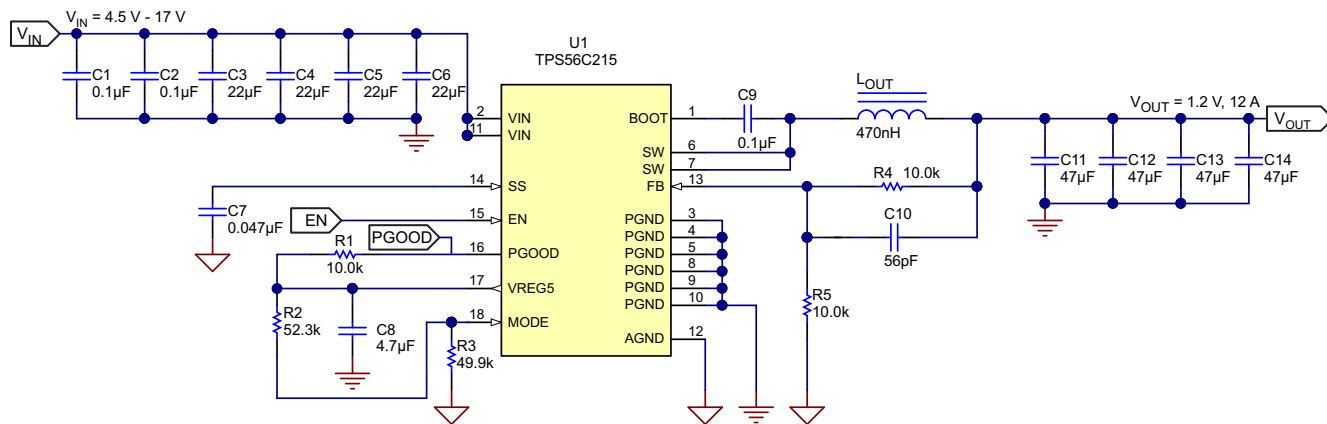 V_IN
V_IN = 4.5 V - 17 V
C1
0.1µF
C2
0.1µF
C3
22µF
C4
22µF
C5
22µF
C6
22µF
U1
TPS56C215
2
VIN
11
VIN
14
SS
15
EN
16
PGOOD
17
VREG5
18
MODE
BOOT
1
SW
6
SW
7
FB
13
PGND
3
PGND
4
PGND
5
PGND
8
PGND
9
PGND
10
AGND
12
C7
0.047µF
EN
PGOOD
R1
10.0k
R2
52.3k
C8
4.7µF
R3
49.9k
C9
0.1µF
L_OUT
470nH
R4 10.0k
C10
56pF
R5
10.0k
V_OUT = 1.2 V, 12 A
V_OUT
C11
47µF
C12
47µF
C13
47µF
C14
47µF